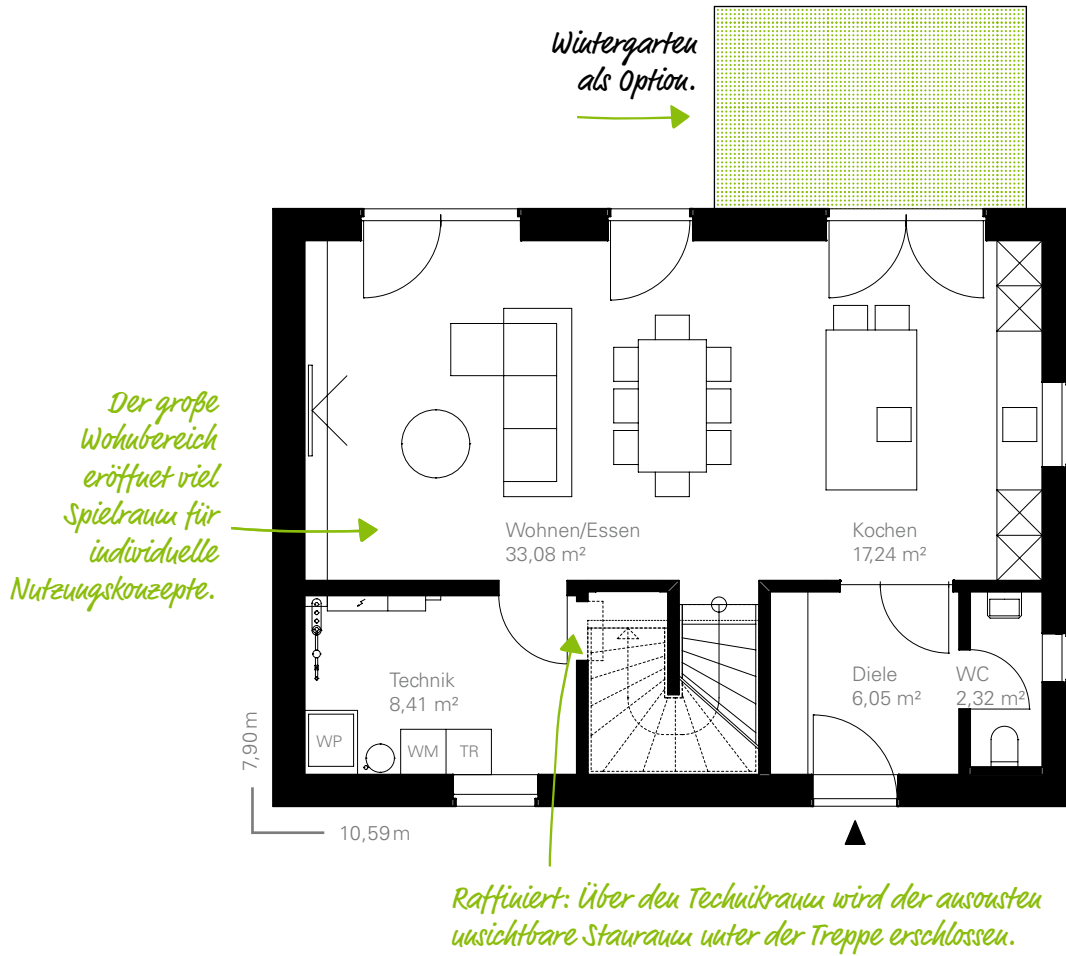 Wintergarten
als Option.
Der große
Wohnbereich
eröffnet viel
Spielraum für
individuelle
Nutzungskonzepte.
Wohnen/Essen
33,08 m²
Kochen
17,24 m²
Technik
8,41 m²
Diele
6,05 m²
WC
2,32 m²
WP
WM
TR
7,90 m
10,59 m
Raffiniert: Über den Technikraum wird der ansonsten
unsichtbare Stauraum unter der Treppe erschlossen.